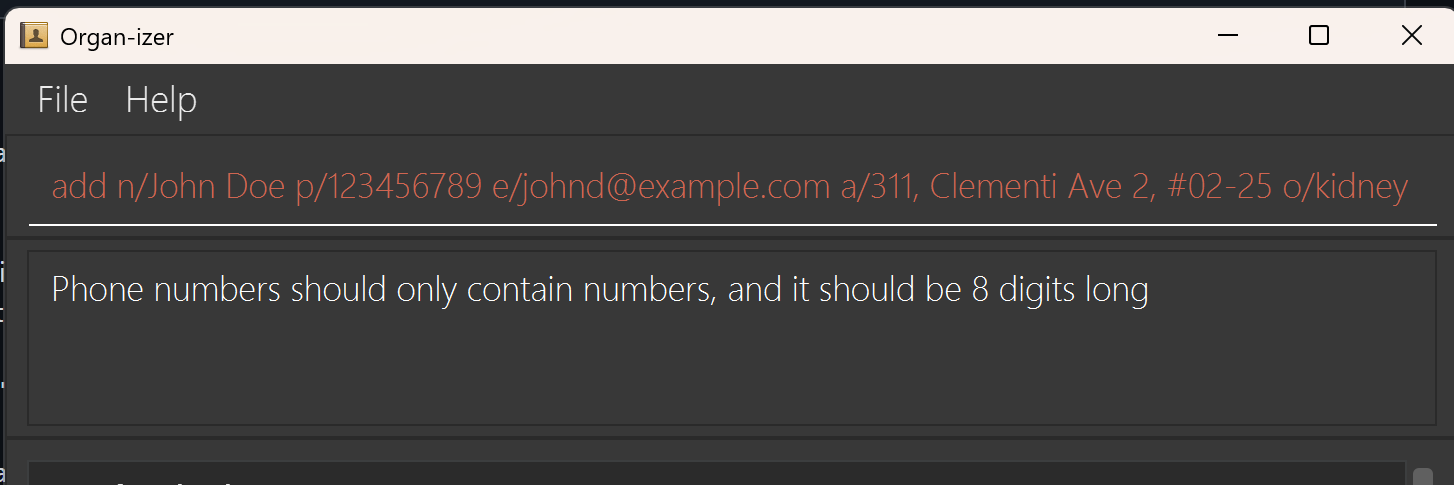 Organ-izer
File Help
add n/John Doe p/123456789 e/johnd@example.com a/311, Clementi Ave 2, #02-25 o/kidney
Phone numbers should only contain numbers, and it should be 8 digits long